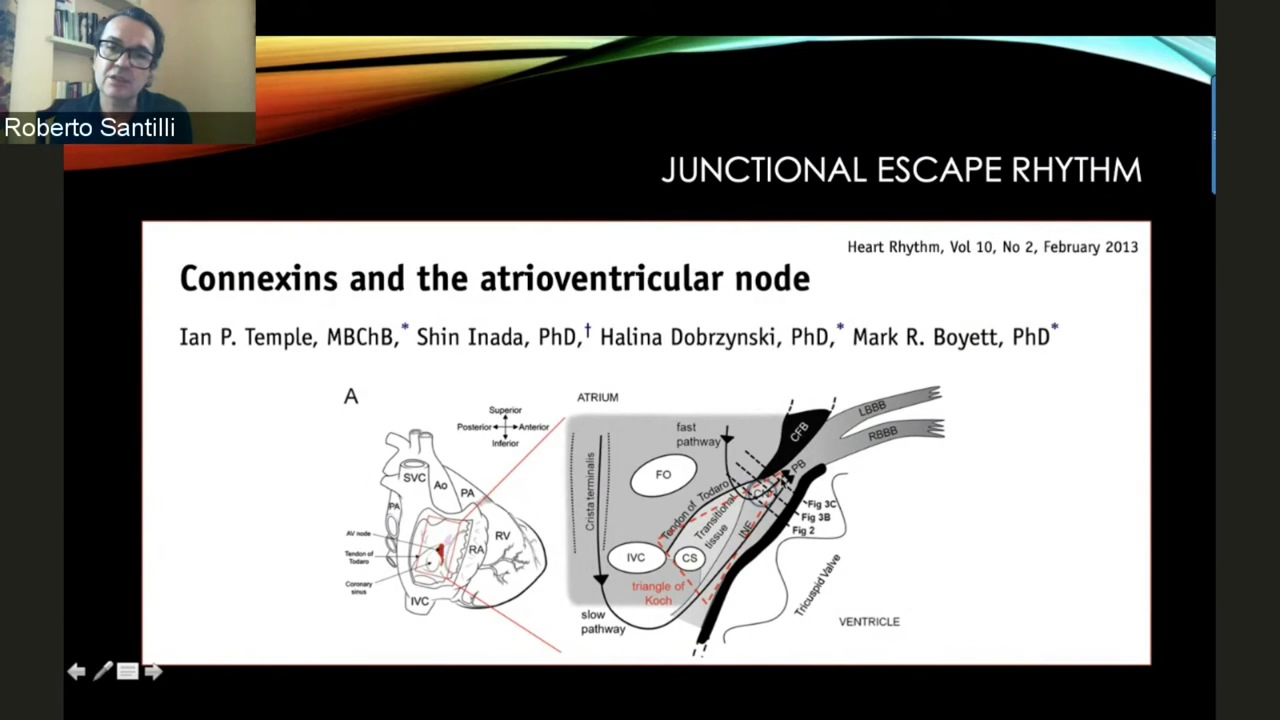 Roberto Santilli
JUNCTIONAL ESCAPE RHYTHM
Heart Rhythm, Vol 10, No 2, February 2013
Connexins and the atrioventricular node
Ian P. Temple, MBChB,* Shin Inada, PhD,† Halina Dobrzynski, PhD,* Mark R. Boyett, PhD*
A
Superior
Posterior
Anterior
Inferior
SVC
Ao
PA
PA
RV
RA
AV node
Tendon of
Todaro
Coronary
sinus
IVC
ATRIUM
fast
pathway
CFB
LBBB
RBBB
PB
FO
Crista terminalis
Tendon of Todaro
Transitional
tissue
INE
Fig 3C
Fig 3B
Fig 2
IVC
CS
triangle of
Koch
slow
pathway
Tricuspid Valve
VENTRICLE